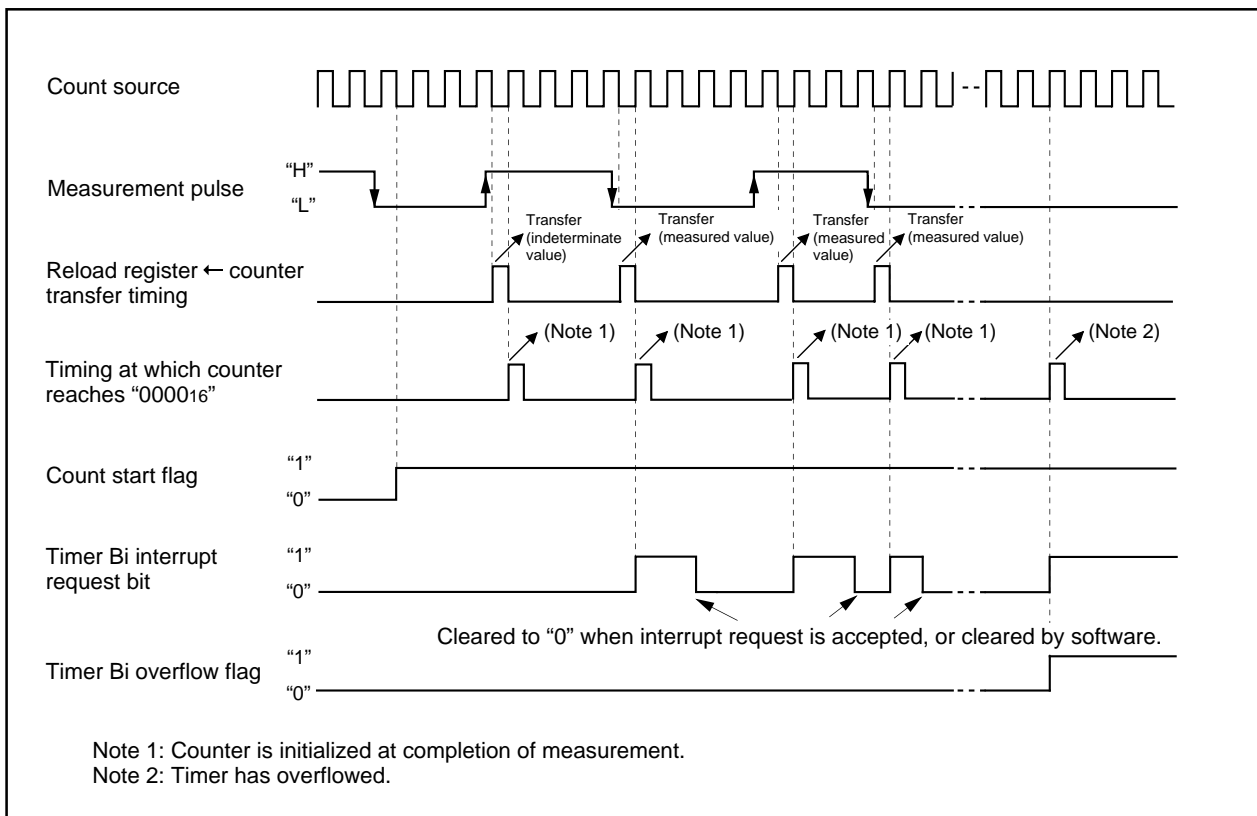 Count source
Measurement pulse
“H”
“L”
Transfer
(indeterminate
value)
Transfer
(measured value)
Transfer
(measured
value)
Transfer
(measured value)
Reload register ← counter
transfer timing
(Note 1)
(Note 1)
(Note 1)
(Note 1)
(Note 2)
Timing at which counter
reaches “000016”
Count start flag
“1”
“0”
Timer Bi interrupt
request bit
“1”
“0”
Cleared to “0” when interrupt request is accepted, or cleared by software.
Timer Bi overflow flag
“1”
“0”
Note 1: Counter is initialized at completion of measurement.
Note 2: Timer has overflowed.